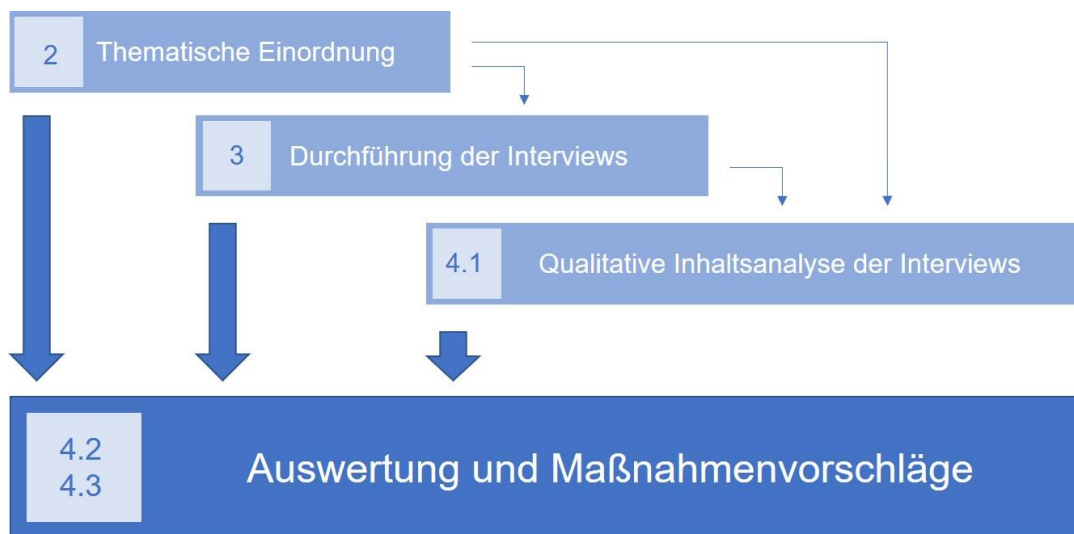 2 Thematische Einordnung
3 Durchführung der Interviews
4.1 Qualitative Inhaltsanalyse der Interviews
4.2
4.3
Auswertung und Maßnahmenvorschläge